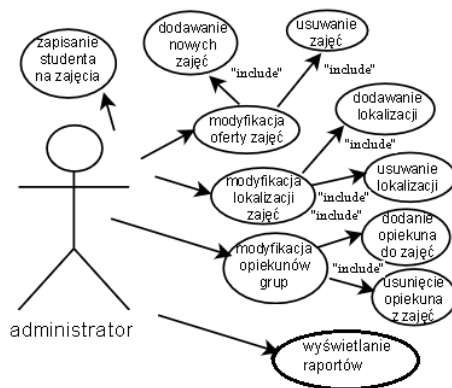 zapisanie
studenta
na zajęcia
dodawanie
nowych
zajęć
usuwanie
zajęć
"include"
"include"
modyfikacja
oferty zajęć
dodawanie
lokalizacji
"include"
modyfikacja
lokalizacji
zajęć
usuwanie
lokalizacji
"include"
"include"
modyfikacja
opiekunów
grup
dodanie
opiekuna
do zajęć
"include"
usunięcie
opiekuna
z zajęć
administrator
wyświetlanie
raportów